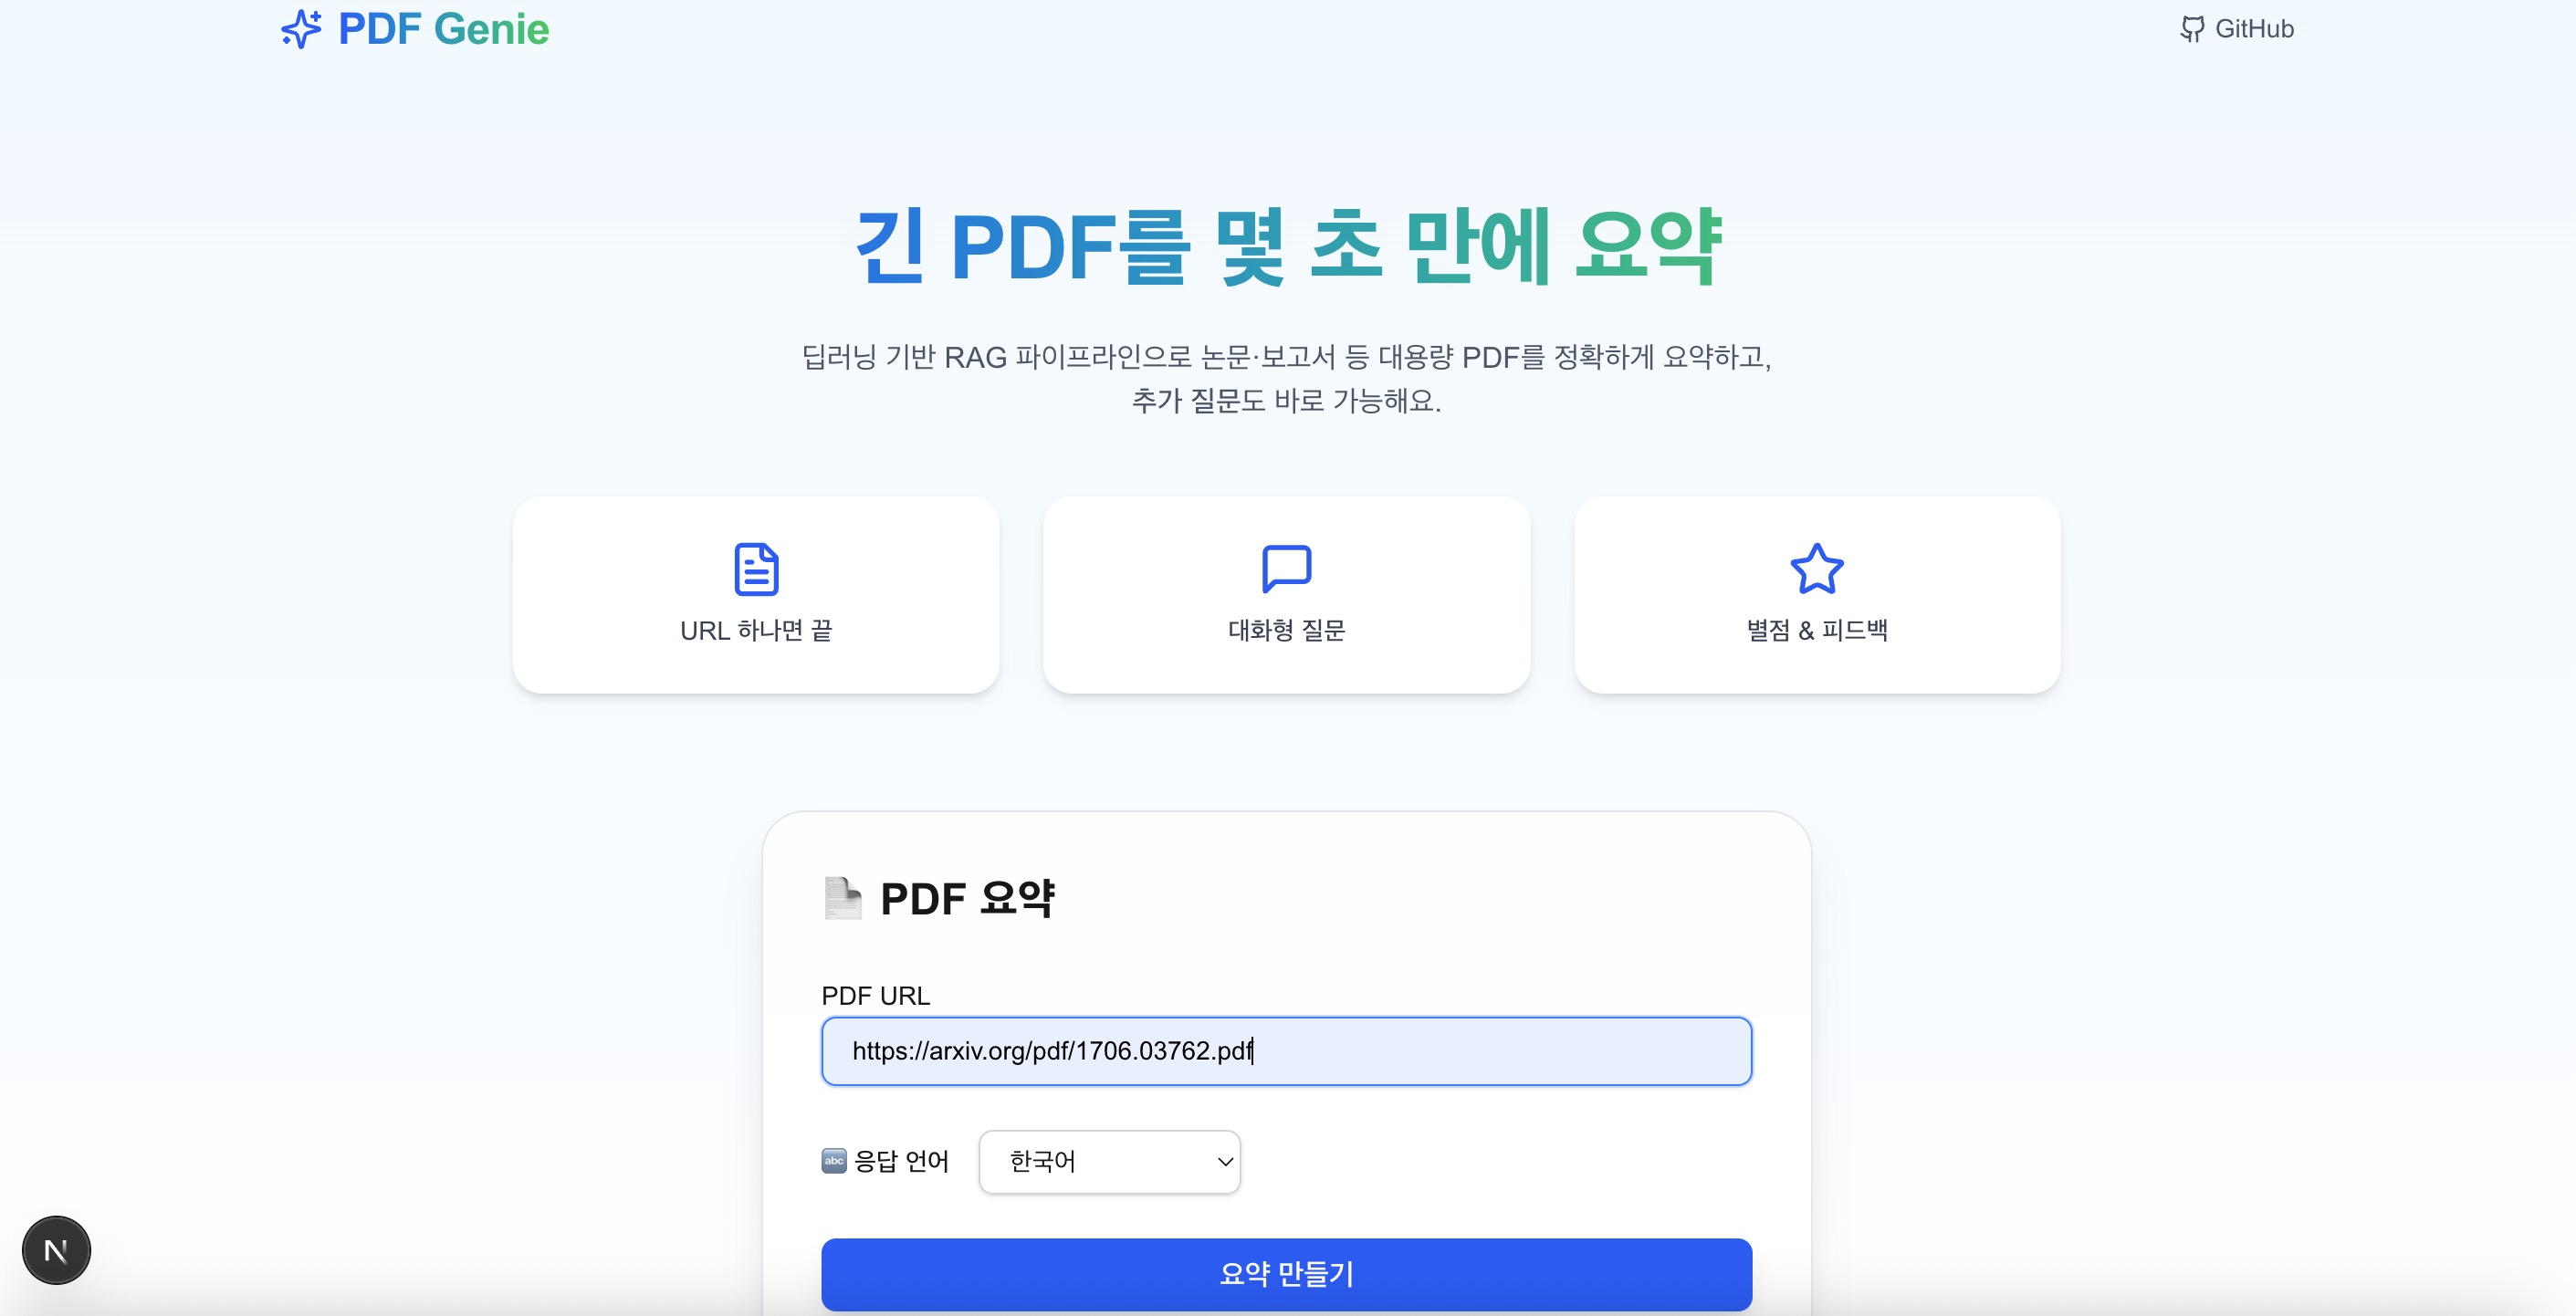 PDF Genie
GitHub
긴 PDF를 몇 초 만에 요약
딥러닝 기반 RAG 파이프라인으로 논문·보고서 등 대용량 PDF를 정확하게 요약하고,
추가 질문도 바로 가능해요.
URL 하나면 끝
대화형 질문
별점 & 피드백
PDF 요약
PDF URL
https://arxiv.org/pdf/1706.03762.pdf
abc 응답 언어
한국어
요약 만들기
N